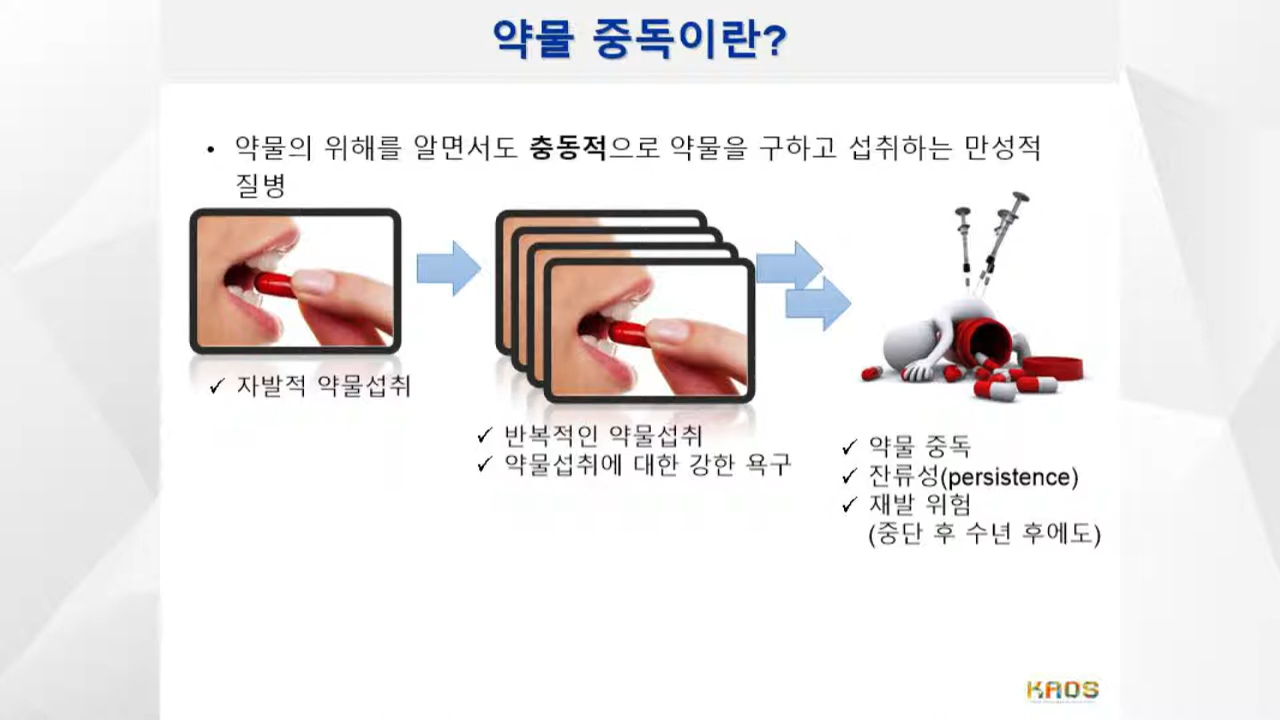 약물 중독이란?
• 약물의 위해를 알면서도 충동적으로 약물을 구하고 섭취하는 만성적
질병
✓ 자발적 약물섭취
✓ 반복적인 약물섭취
✓ 약물섭취에 대한 강한 욕구
✓ 약물 중독
✓ 잔류성(persistence)
✓ 재발 위험
(중단 후 수년 후에도)
KAOS